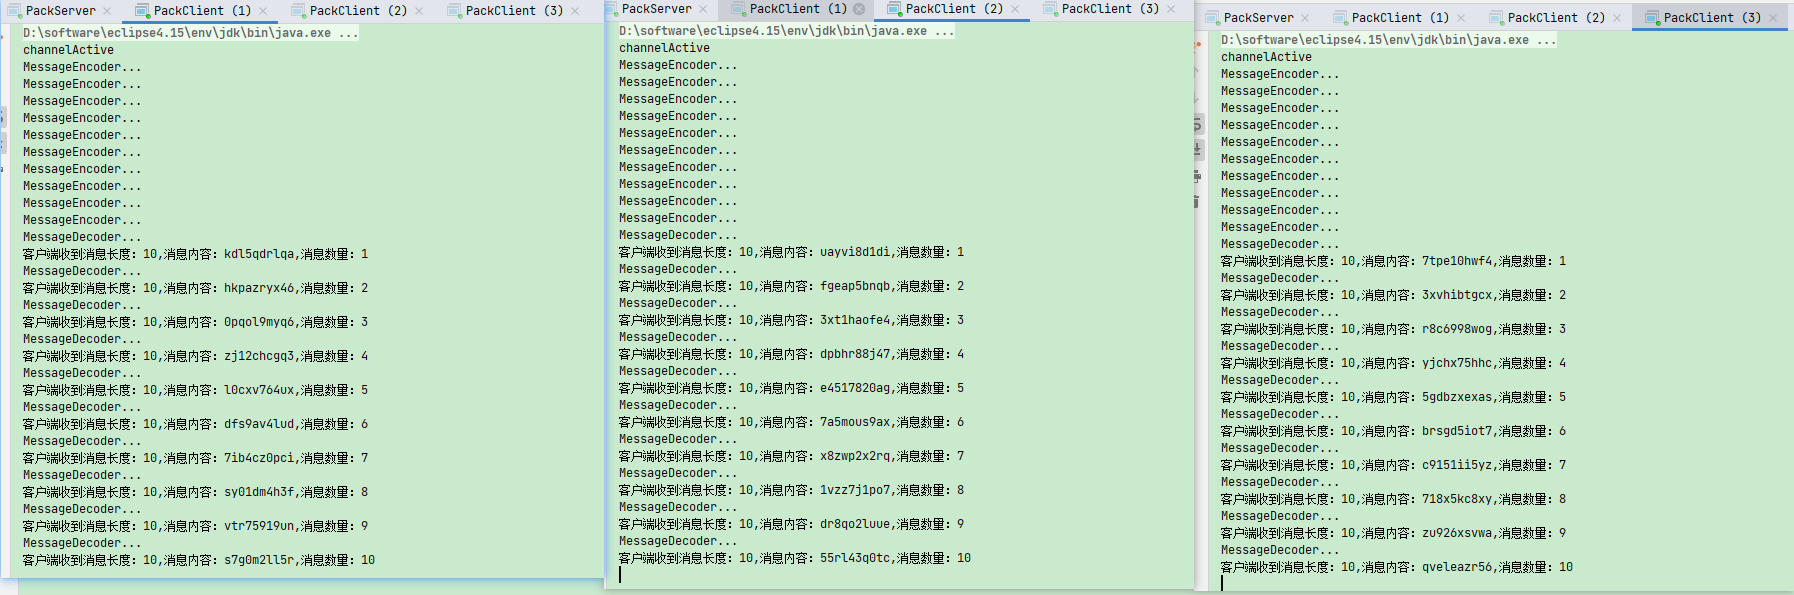 PackServer × PackClient (1) × PackClient (2) × PackClient (3) ×
D:\software\eclipse4.15\env\jdk\bin\java.exe ...
channelActive
MessageEncoder...
MessageEncoder...
MessageEncoder...
MessageEncoder...
MessageEncoder...
MessageEncoder...
MessageEncoder...
MessageEncoder...
MessageEncoder...
MessageEncoder...
MessageDecoder...
客户端收到消息长度: 10,消息内容: kdl5qdrlqa,消息数量: 1
MessageDecoder...
客户端收到消息长度: 10,消息内容: hkpazryx46,消息数量: 2
MessageDecoder...
客户端收到消息长度: 10,消息内容: 0pqol9myq6,消息数量: 3
MessageDecoder...
客户端收到消息长度: 10,消息内容: zj12chcgq3,消息数量: 4
MessageDecoder...
客户端收到消息长度: 10,消息内容: l0cxv764ux,消息数量: 5
MessageDecoder...
客户端收到消息长度: 10,消息内容: dfs9av4lud,消息数量: 6
MessageDecoder...
客户端收到消息长度: 10,消息内容: 7ib4cz0pci,消息数量: 7
MessageDecoder...
客户端收到消息长度: 10,消息内容: sy01dm4h3f,消息数量: 8
MessageDecoder...
客户端收到消息长度: 10,消息内容: vtr75919un,消息数量: 9
MessageDecoder...
客户端收到消息长度: 10,消息内容: s7g0m2ll5r,消息数量: 10
PackServer × PackClient (1) × PackClient (2) × PackClient (3) ×
D:\software\eclipse4.15\env\jdk\bin\java.exe ...
channelActive
MessageEncoder...
MessageEncoder...
MessageEncoder...
MessageEncoder...
MessageEncoder...
MessageEncoder...
MessageEncoder...
MessageEncoder...
MessageEncoder...
MessageEncoder...
MessageDecoder...
客户端收到消息长度: 10,消息内容: uayvi8d1di,消息数量: 1
MessageDecoder...
客户端收到消息长度: 10,消息内容: fgeap5bnqb,消息数量: 2
MessageDecoder...
客户端收到消息长度: 10,消息内容: 3xt1haofe4,消息数量: 3
MessageDecoder...
客户端收到消息长度: 10,消息内容: dpbhr88j47,消息数量: 4
MessageDecoder...
客户端收到消息长度: 10,消息内容: e4517820ag,消息数量: 5
MessageDecoder...
客户端收到消息长度: 10,消息内容: 7a5mous9ax,消息数量: 6
MessageDecoder...
客户端收到消息长度: 10,消息内容: x8zwp2x2rq,消息数量: 7
MessageDecoder...
客户端收到消息长度: 10,消息内容: 1vzz7j1po7,消息数量: 8
MessageDecoder...
客户端收到消息长度: 10,消息内容: dr8qo2luue,消息数量: 9
MessageDecoder...
客户端收到消息长度: 10,消息内容: 55rl43q0tc,消息数量: 10
PackServer × PackClient (1) × PackClient (2) × PackClient (3) ×
D:\software\eclipse4.15\env\jdk\bin\java.exe ...
channelActive
MessageEncoder...
MessageEncoder...
MessageEncoder...
MessageEncoder...
MessageEncoder...
MessageEncoder...
MessageEncoder...
MessageEncoder...
MessageEncoder...
MessageEncoder...
MessageDecoder...
客户端收到消息长度: 10,消息内容: 7tpe10hwf4,消息数量: 1
MessageDecoder...
客户端收到消息长度: 10,消息内容: 3xvhibtgcx,消息数量: 2
MessageDecoder...
客户端收到消息长度: 10,消息内容: r8c6998wog,消息数量: 3
MessageDecoder...
客户端收到消息长度: 10,消息内容: yjchx75hhc,消息数量: 4
MessageDecoder...
客户端收到消息长度: 10,消息内容: 5gdbzxexas,消息数量: 5
MessageDecoder...
客户端收到消息长度: 10,消息内容: brsgd5iot7,消息数量: 6
MessageDecoder...
客户端收到消息长度: 10,消息内容: c9151ii5yz,消息数量: 7
MessageDecoder...
客户端收到消息长度: 10,消息内容: 718x5kc8xy,消息数量: 8
MessageDecoder...
客户端收到消息长度: 10,消息内容: zu926xsvwa,消息数量: 9
MessageDecoder...
客户端收到消息长度: 10,消息内容: qveleazr56,消息数量: 10